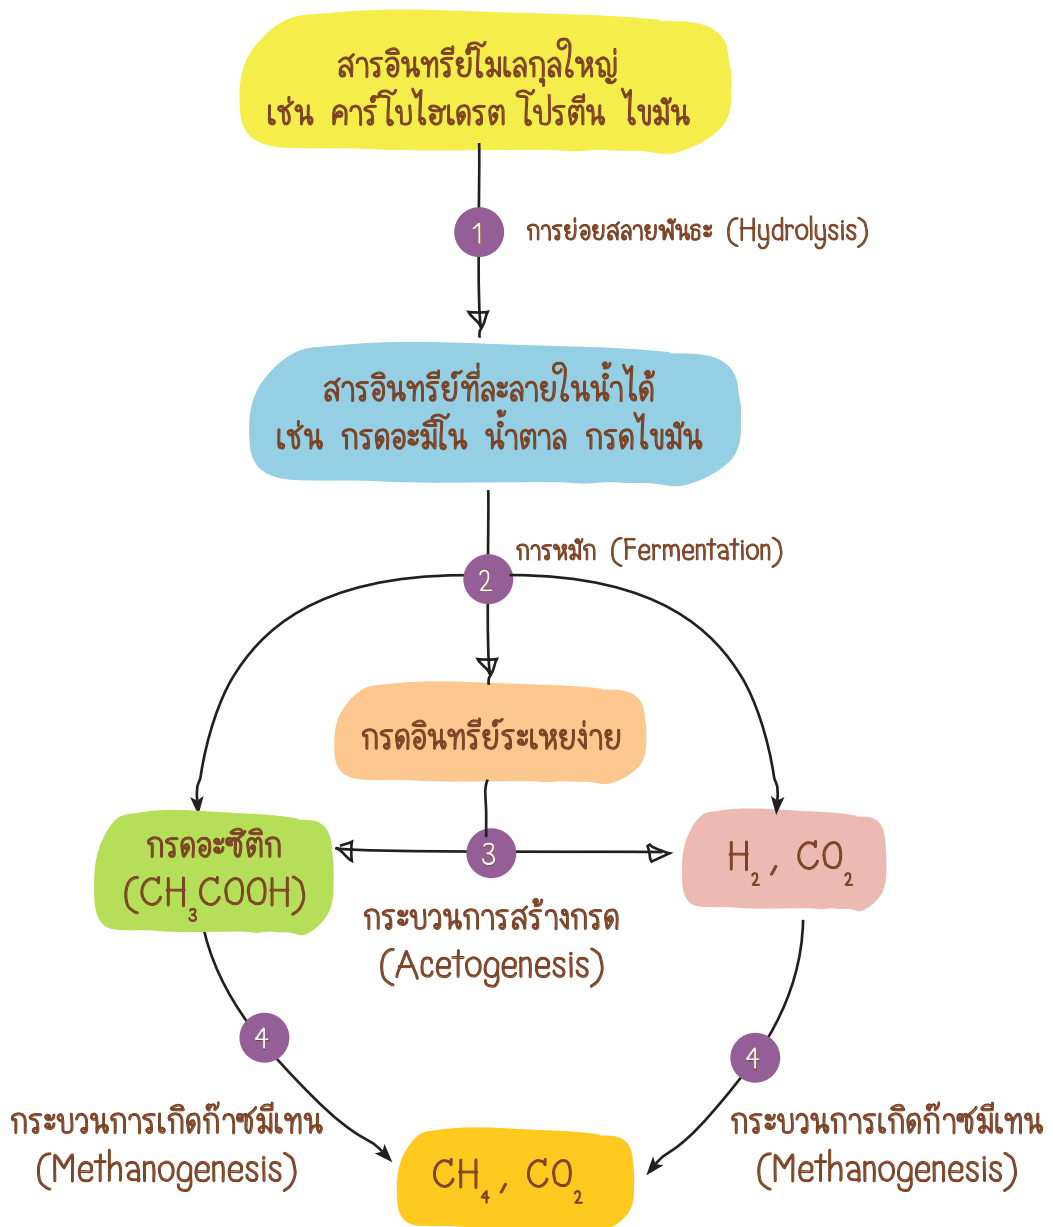 สารอินทรีย์โมเลกุลใหญ่
เช่น คาร์โบไฮเดรต โปรตีน ไขมัน
1
การย่อยสลายพันธะ (Hydrolysis)
สารอินทรีย์ที่ละลายในน้ำได้
เช่น กรดอะมิโน น้ำตาล กรดไขมัน
การหมัก (Fermentation)
2
กรดอินทรีย์ระเหยง่าย
กรดอะซิติก
(CH₃COOH)
3
H₂, CO₂
กระบวนการสร้างกรด
(Acetogenesis)
4
4
กระบวนการเกิดก๊าซมีเทน
(Methanogenesis)
กระบวนการเกิดก๊าซมีเทน
(Methanogenesis)
CH₄, CO₂